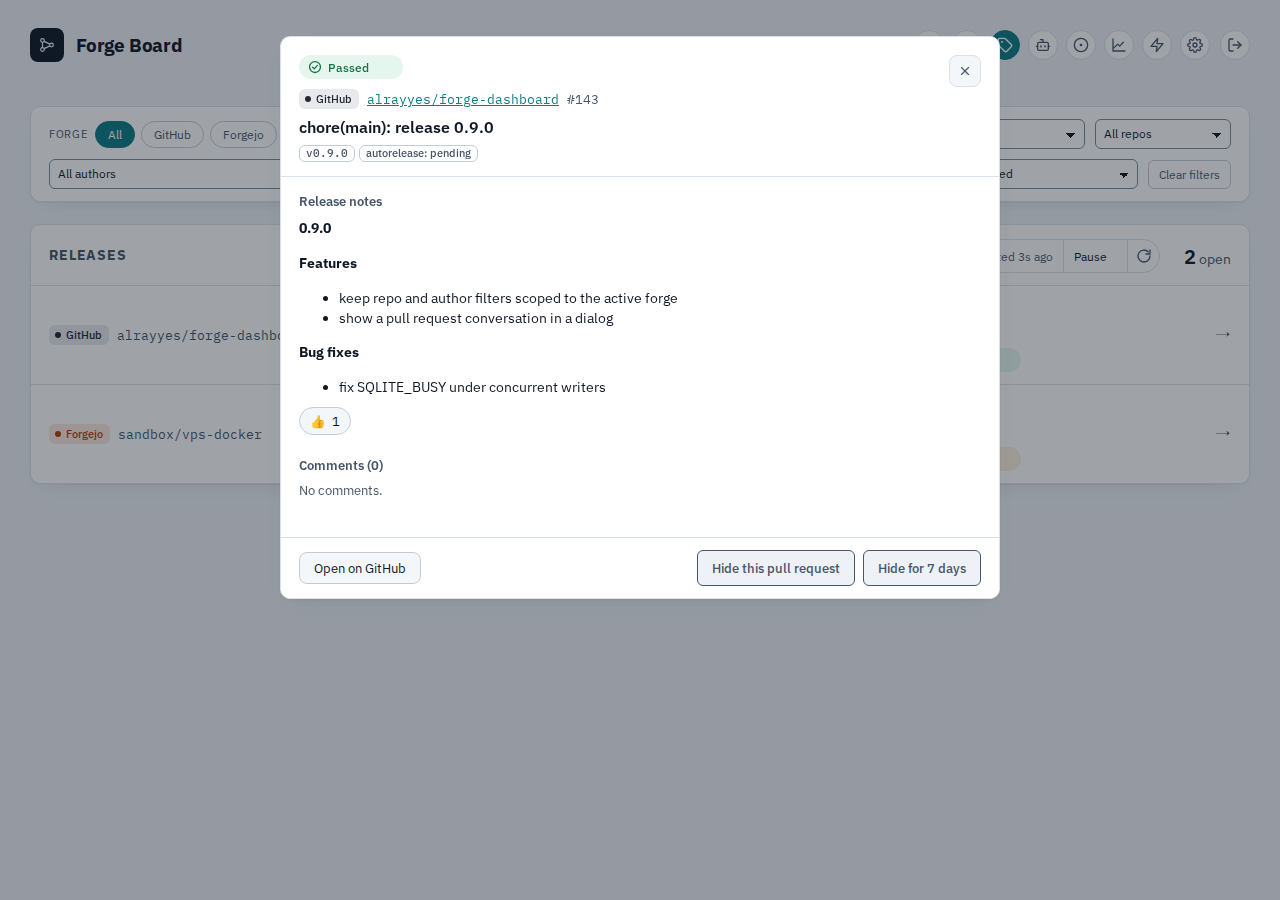 Forge Board
Passed
GitHub alrayyes/forge-dashboard #143
chore(main): release 0.9.0
v0.9.0 autorelease: pending
FORGE All GitHub Forgejo
All repos
All authors
Clear filters
Release notes
0.9.0
Features
keep repo and author filters scoped to the active forge
show a pull request conversation in a dialog
Bug fixes
fix SQLITE_BUSY under concurrent writers
👍 1
Comments (0)
No comments.
Open on GitHub Hide this pull request Hide for 7 days
RELEASES
3s ago Pause 2 open
GitHub
→
Forgejo sandbox/vps-docker
→